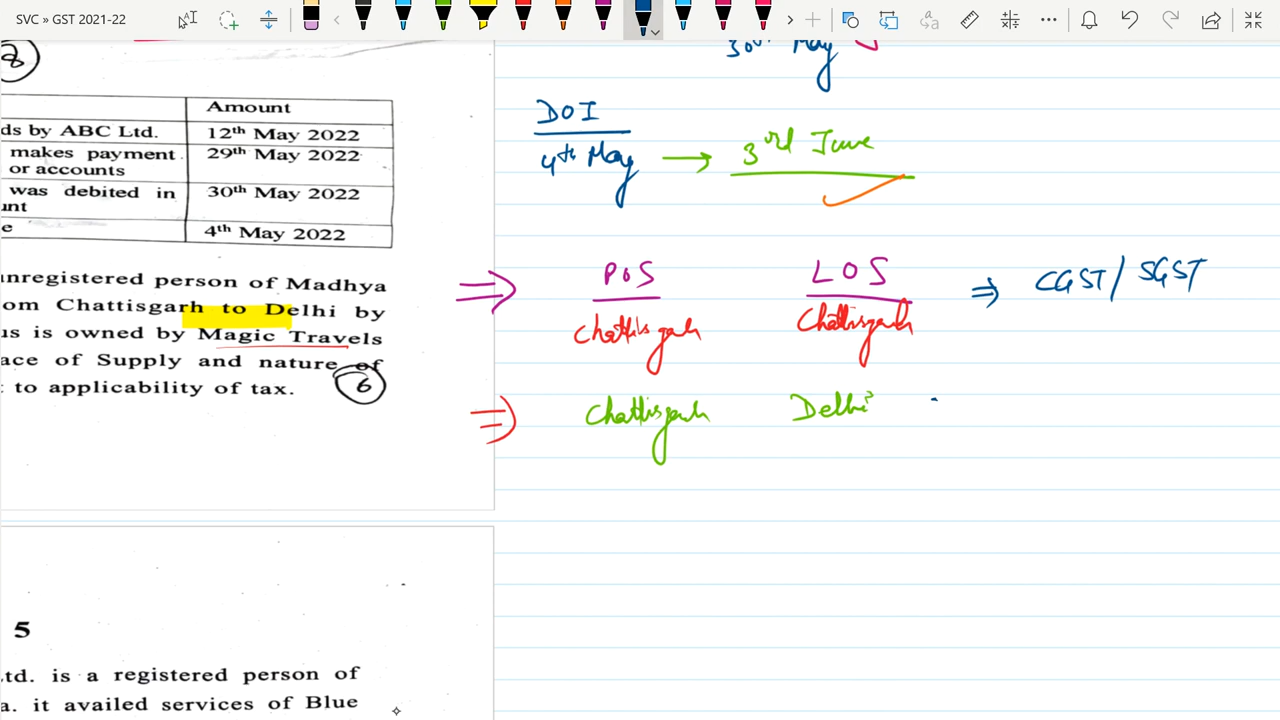 SVC » GST 2021-22
8
30th May
Amount
ds by ABC Ltd. 12th May 2022
makes payment 29th May 2022
or accounts
was debited in 30th May 2022
unt
e 4th May 2022
DOI
4th May → 3rd June
unregistered person of Madhya
om Chattisgarh to Delhi by
us is owned by Magic Travels
ace of Supply and nature of
t to applicability of tax.
6
POS LOS ⇒ CGST/SGST
Chattisgarh Chattisgarh
⇒ Chattisgarh Delhi
5
td. is a registered person of
a. it availed services of Blue